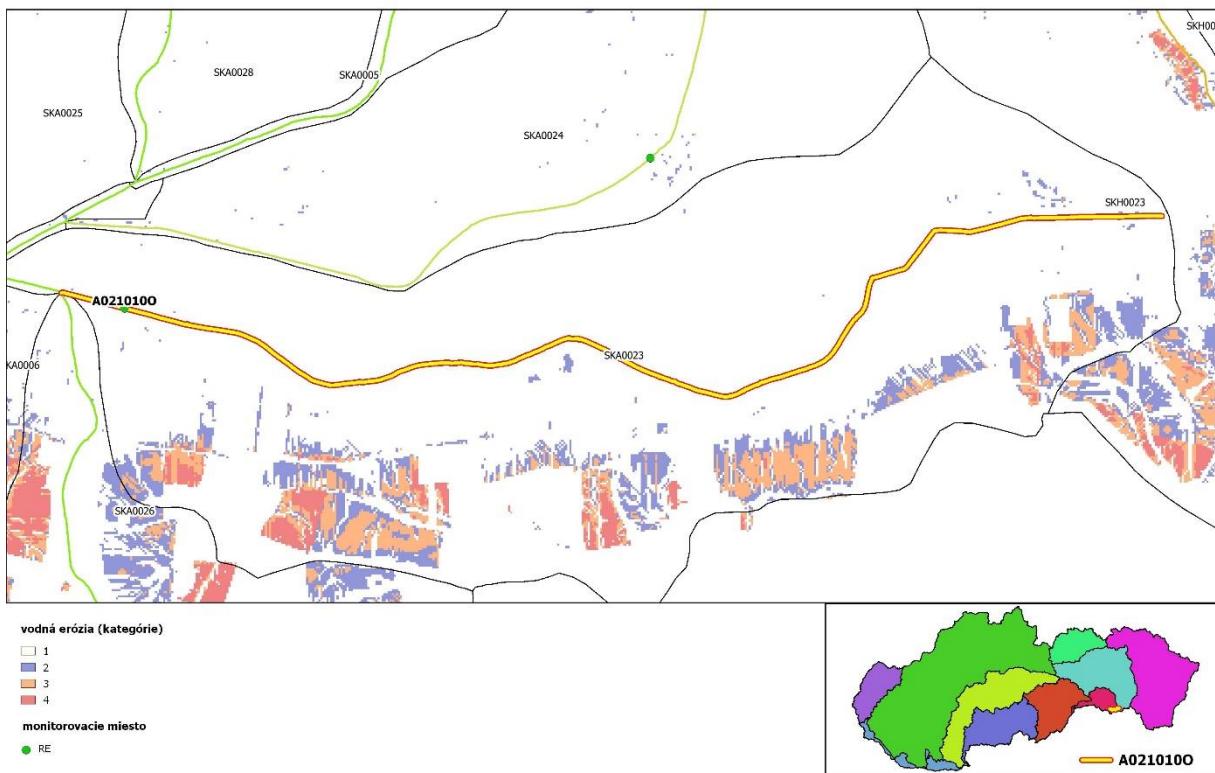 SKH00
SKA0028
SKA0005
SKA0025
SKA0024
SKH0023
A021010O
SKA0023
SKA0006
SKA0026
vodná erózia (kategórie)
1
2
3
4
monitorovacie miesto
RE
A021010O